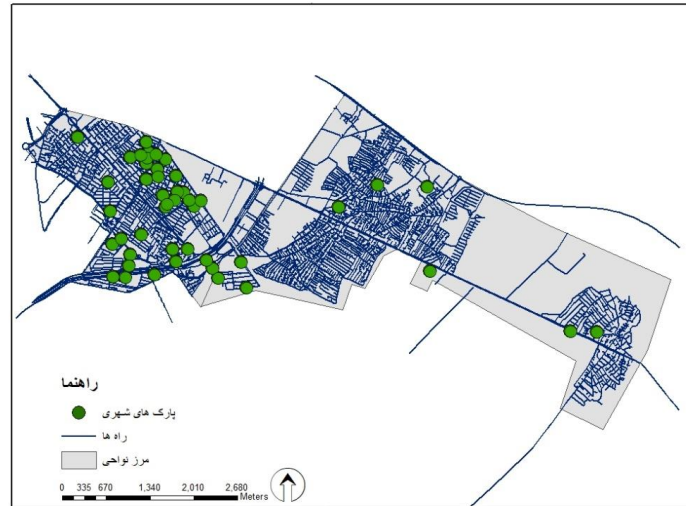 راهنما
پارک های شهری
راه ها
مرز نواحی
0 335 670 1,340 2,010 2,680
Meters